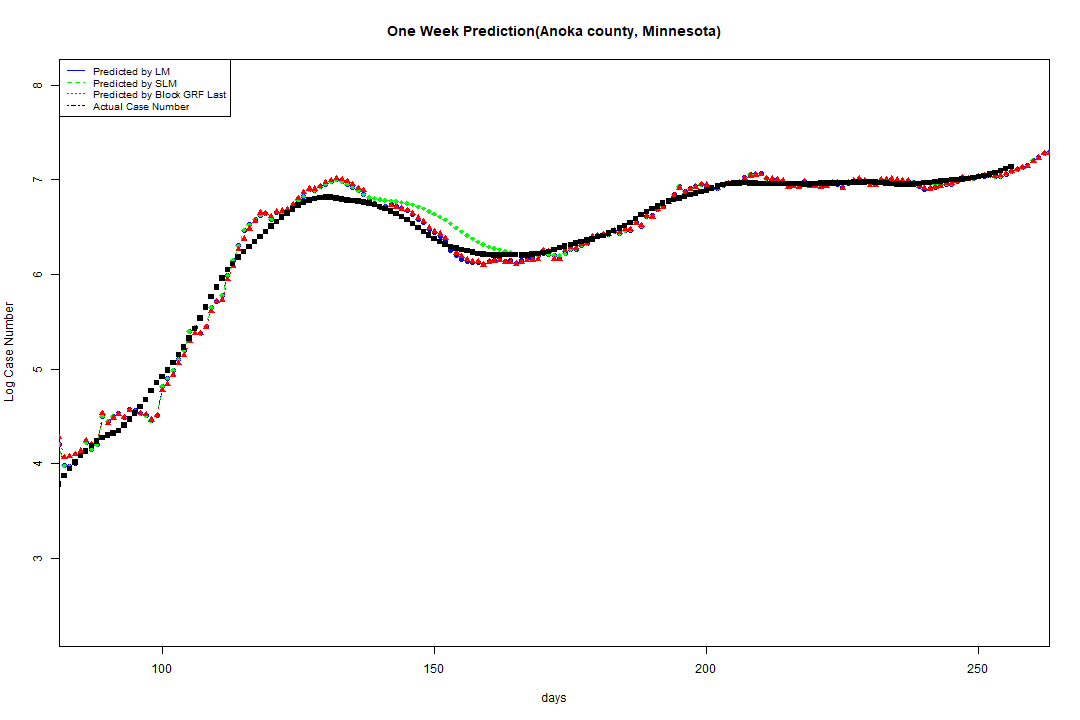 One Week Prediction(Anoka county, Minnesota)
Predicted by LM
Predicted by SLM
Predicted by Block GRF Last
Actual Case Number
8
7
6
5
4
3
Log Case Number
100
150
200
250
days